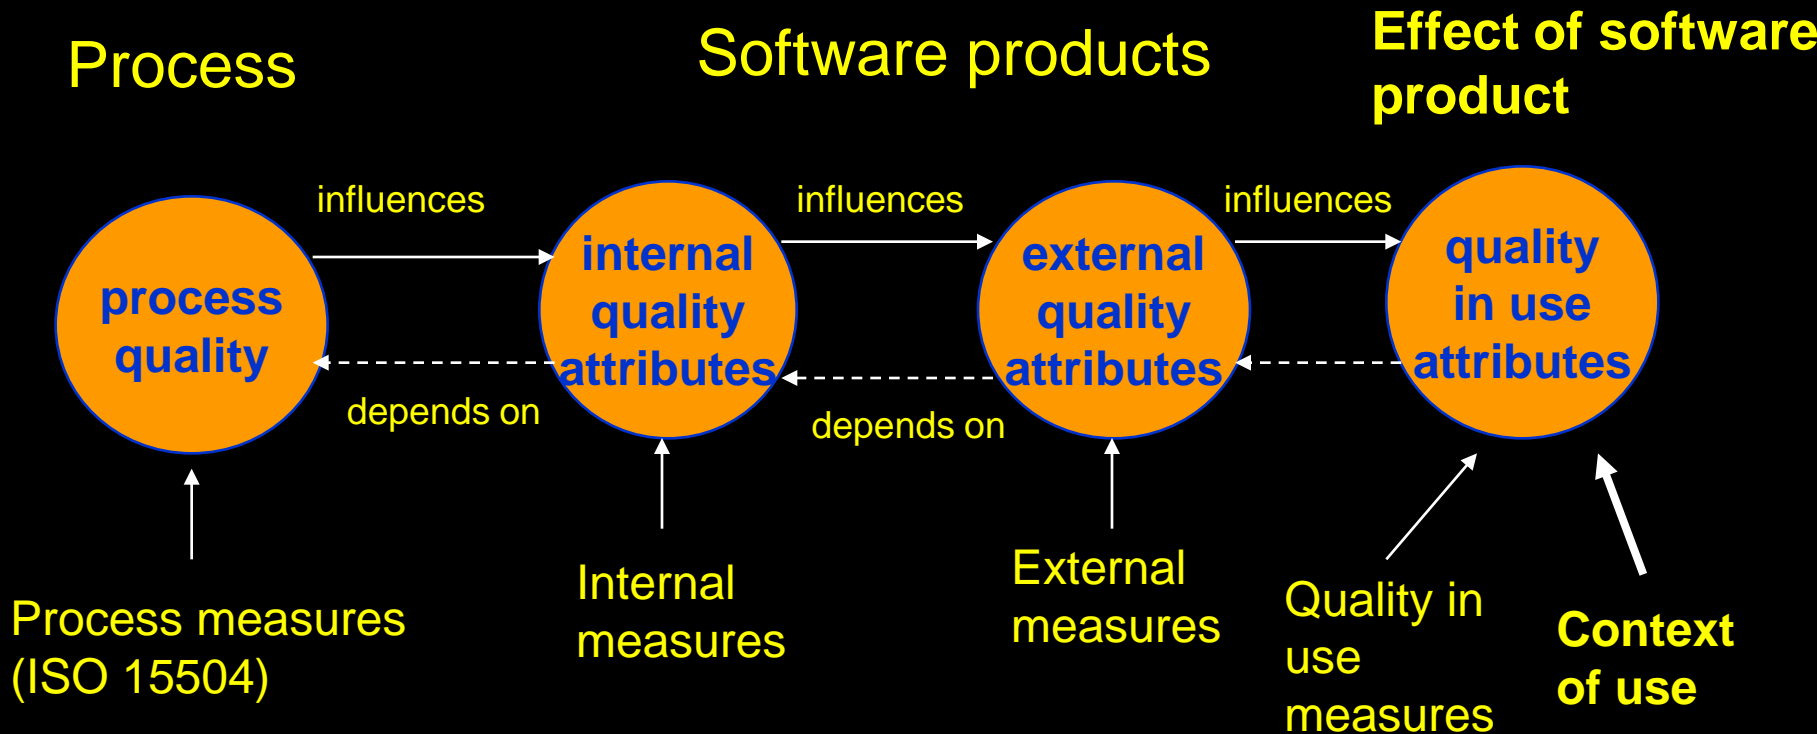 Process
Software products
Effect of software
product
influences
influences
influences
process
quality
internal
quality
attributes
external
quality
attributes
quality
in use
attributes
depends on
depends on
Process measures
(ISO 15504)
Internal
measures
External
measures
Quality in
use
measures
Context
of use